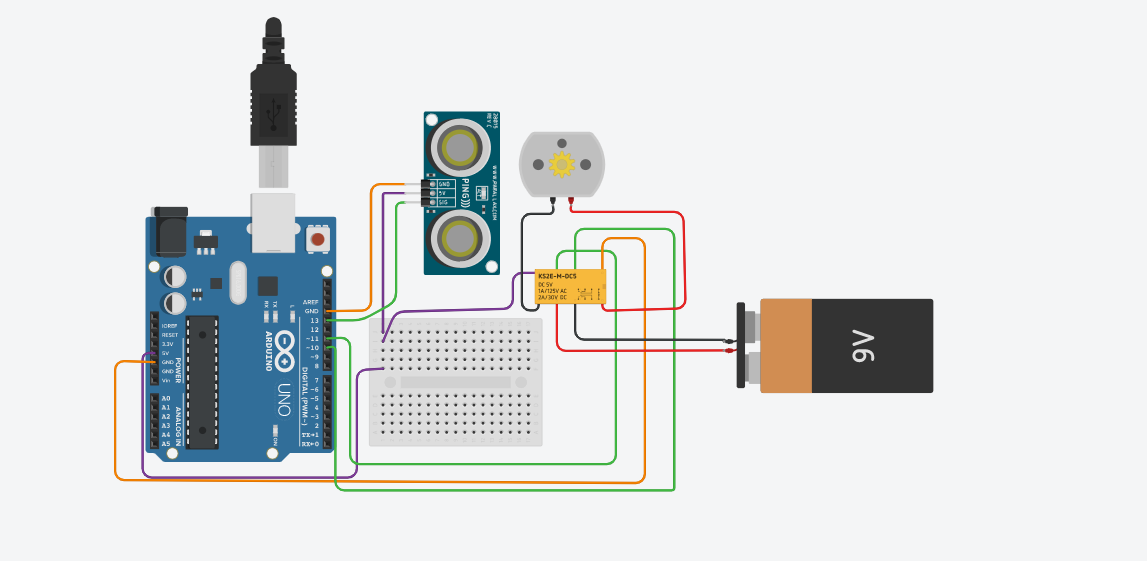 28015
REV C
GND
5V
SIG
PING)))
WWW.PARALLAX.COM
KS2E-M-DC5
DC 5V
1A/125V AC
2A/30V DC
9V
RX
TX
L
AREF
GND
13
12
~11
~10
~9
8
7
~6
~5
4
~3
2
TX→1
RX←0
DIGITAL (PWM~)
ARDUINO
UNO
ON
IOREF
RESET
3.3V
5V
GND
GND
Vin
POWER
A0
A1
A2
A3
A4
A5
ANALOG IN